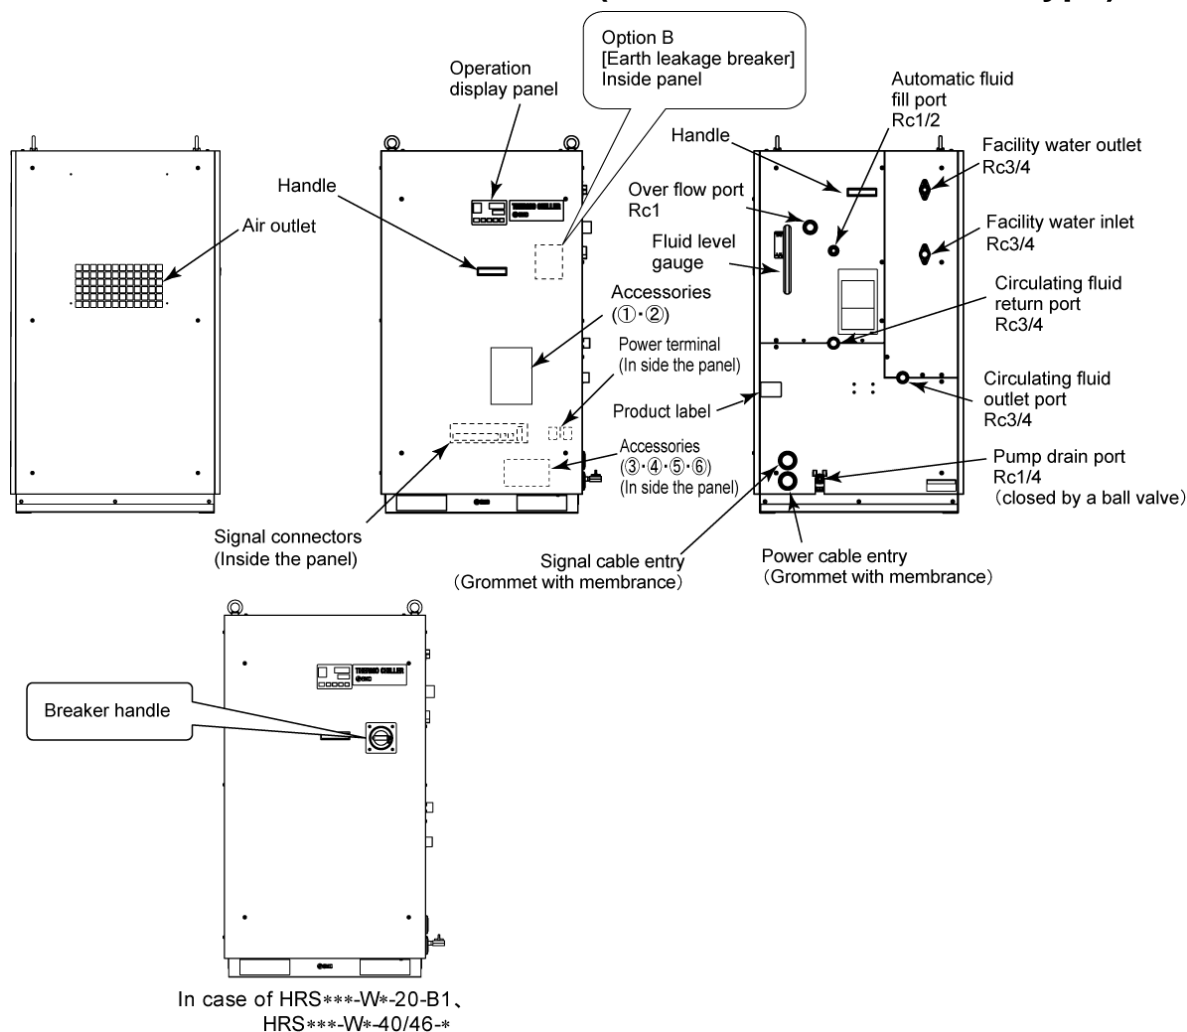 Option B
[Earth leakage breaker]
Inside panel
Operation
display panel
Automatic fluid
fill port
Rc1/2
Handle
Facility water outlet
Rc3/4
Handle
Over flow port
Rc1
Air outlet
Facility water inlet
Rc3/4
Fluid level
gauge
Accessories
(①・②)
Circulating fluid
return port
Rc3/4
Power terminal
(In side the panel)
Product label
Circulating fluid
outlet port
Rc3/4
Accessories
(③・④・⑤・⑥)
(In side the panel)
Pump drain port
Rc1/4
(closed by a ball valve)
Signal connectors
(Inside the panel)
Signal cable entry
(Grommet with membrance)
Power cable entry
(Grommet with membrance)
THERMO CHILLER
SMC
Breaker handle
In case of HRS***-W*-20-B1、
HRS***-W*-40/46-*